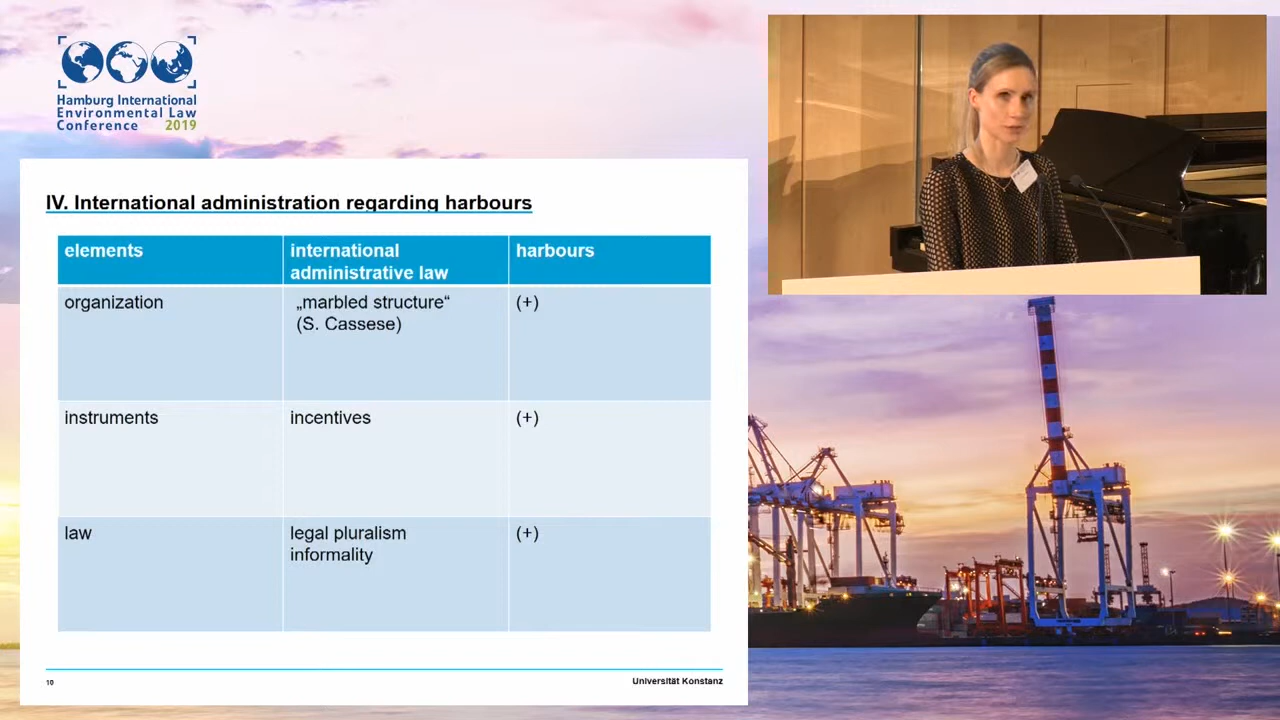 Hamburg International
Environmental Law
Conference 2019
IV. International administration regarding harbours
elements
international
administrative law
harbours
organization
„marbled structure“
(S. Cassese)
(+)
instruments
incentives
(+)
law
legal pluralism
informality
(+)
10
Universität Konstanz